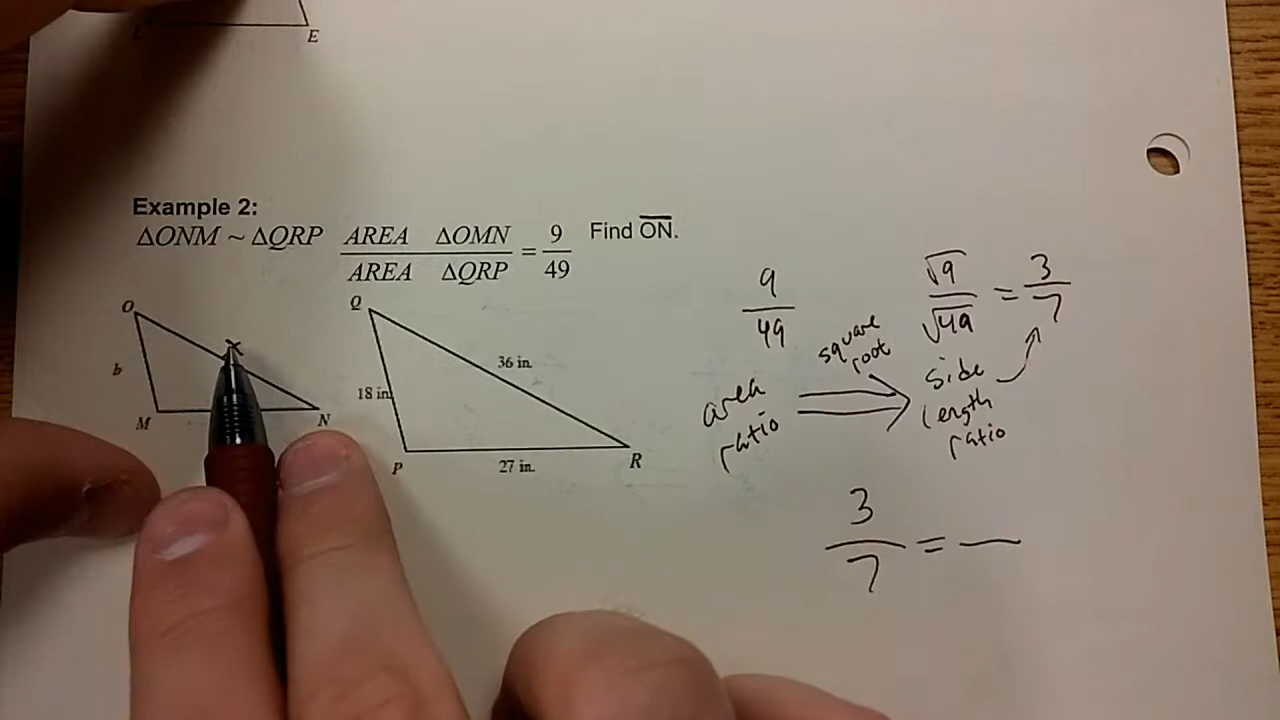 E
Example 2:
ΔONM ~ ΔQRP AREA ΔOMN / AREA ΔQRP = 9/49 Find ON.
O
b
M
N
x
Q
18 in
36 in.
P
27 in.
R
9/49
area
ratio
square
root
√9/√49 = 3/7
side
length
ratio
3/7 = —